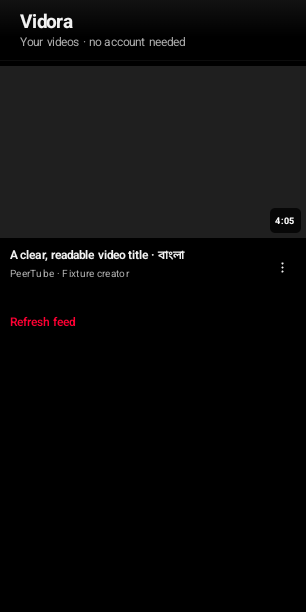 Vidora
Your videos · no account needed
4:05
A clear, readable video title · বাংলা
PeerTube · Fixture creator
Refresh feed